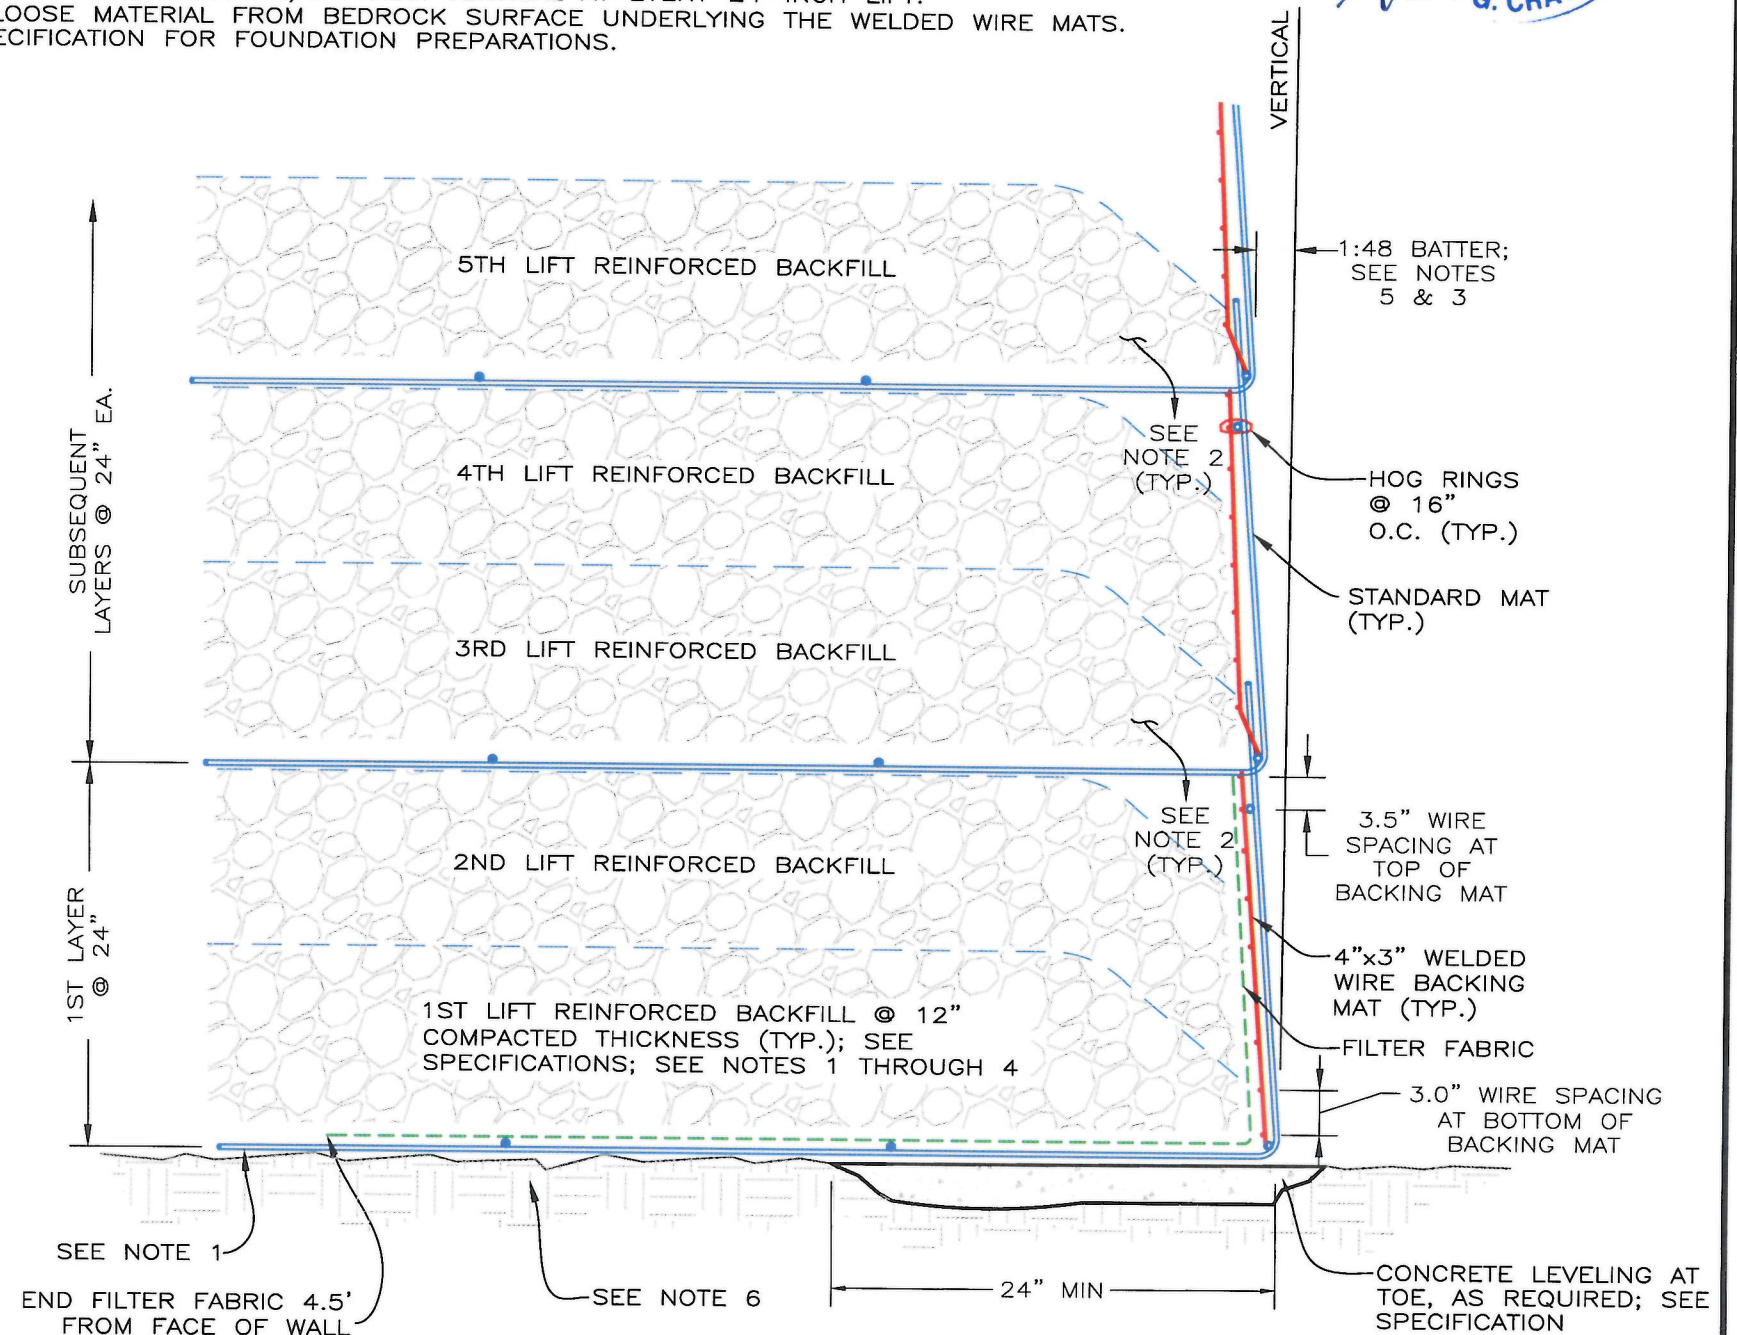 LOOSE MATERIAL FROM BEDROCK SURFACE UNDERLYING THE WELDED WIRE MATS.
ECIFICATION FOR FOUNDATION PREPARATIONS.
G. CHA
VERTICAL
1:48 BATTER;
SEE NOTES
5 & 3
5TH LIFT REINFORCED BACKFILL
SUBSEQUENT
LAYERS @ 24" EA.
SEE
NOTE 2
(TYP.)
4TH LIFT REINFORCED BACKFILL
HOG RINGS
@ 16"
O.C. (TYP.)
STANDARD MAT
(TYP.)
3RD LIFT REINFORCED BACKFILL
SEE
NOTE 2
(TYP.)
3.5" WIRE
SPACING AT
TOP OF
BACKING MAT
2ND LIFT REINFORCED BACKFILL
1ST LAYER
@ 24"
4"x3" WELDED
WIRE BACKING
MAT (TYP.)
1ST LIFT REINFORCED BACKFILL @ 12"
COMPACTED THICKNESS (TYP.); SEE
SPECIFICATIONS; SEE NOTES 1 THROUGH 4
FILTER FABRIC
3.0" WIRE SPACING
AT BOTTOM OF
BACKING MAT
SEE NOTE 1
END FILTER FABRIC 4.5'
FROM FACE OF WALL
SEE NOTE 6
24" MIN
CONCRETE LEVELING AT
TOE, AS REQUIRED; SEE
SPECIFICATION